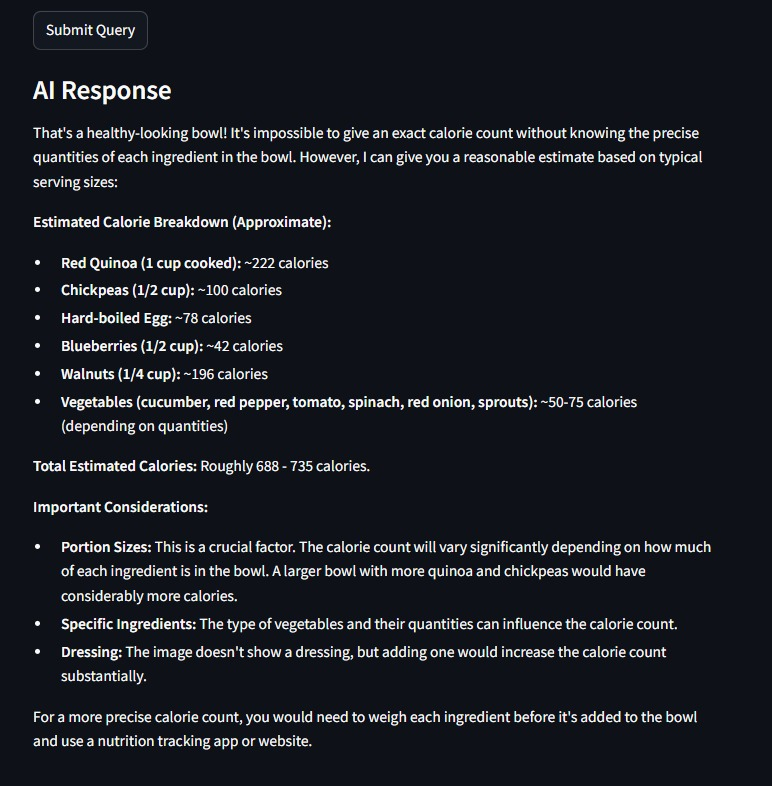 Submit Query
AI Response
That's a healthy-looking bowl! It's impossible to give an exact calorie count without knowing the precise
quantities of each ingredient in the bowl. However, I can give you a reasonable estimate based on typical
serving sizes:
Estimated Calorie Breakdown (Approximate):
• Red Quinoa (1 cup cooked): ~222 calories
• Chickpeas (1/2 cup): ~100 calories
• Hard-boiled Egg: ~78 calories
• Blueberries (1/2 cup): ~42 calories
• Walnuts (1/4 cup): ~196 calories
• Vegetables (cucumber, red pepper, tomato, spinach, red onion, sprouts): ~50-75 calories
(depending on quantities)
Total Estimated Calories: Roughly 688 - 735 calories.
Important Considerations:
• Portion Sizes: This is a crucial factor. The calorie count will vary significantly depending on how much
of each ingredient is in the bowl. A larger bowl with more quinoa and chickpeas would have
considerably more calories.
• Specific Ingredients: The type of vegetables and their quantities can influence the calorie count.
• Dressing: The image doesn't show a dressing, but adding one would increase the calorie count
substantially.
For a more precise calorie count, you would need to weigh each ingredient before it's added to the bowl
and use a nutrition tracking app or website.